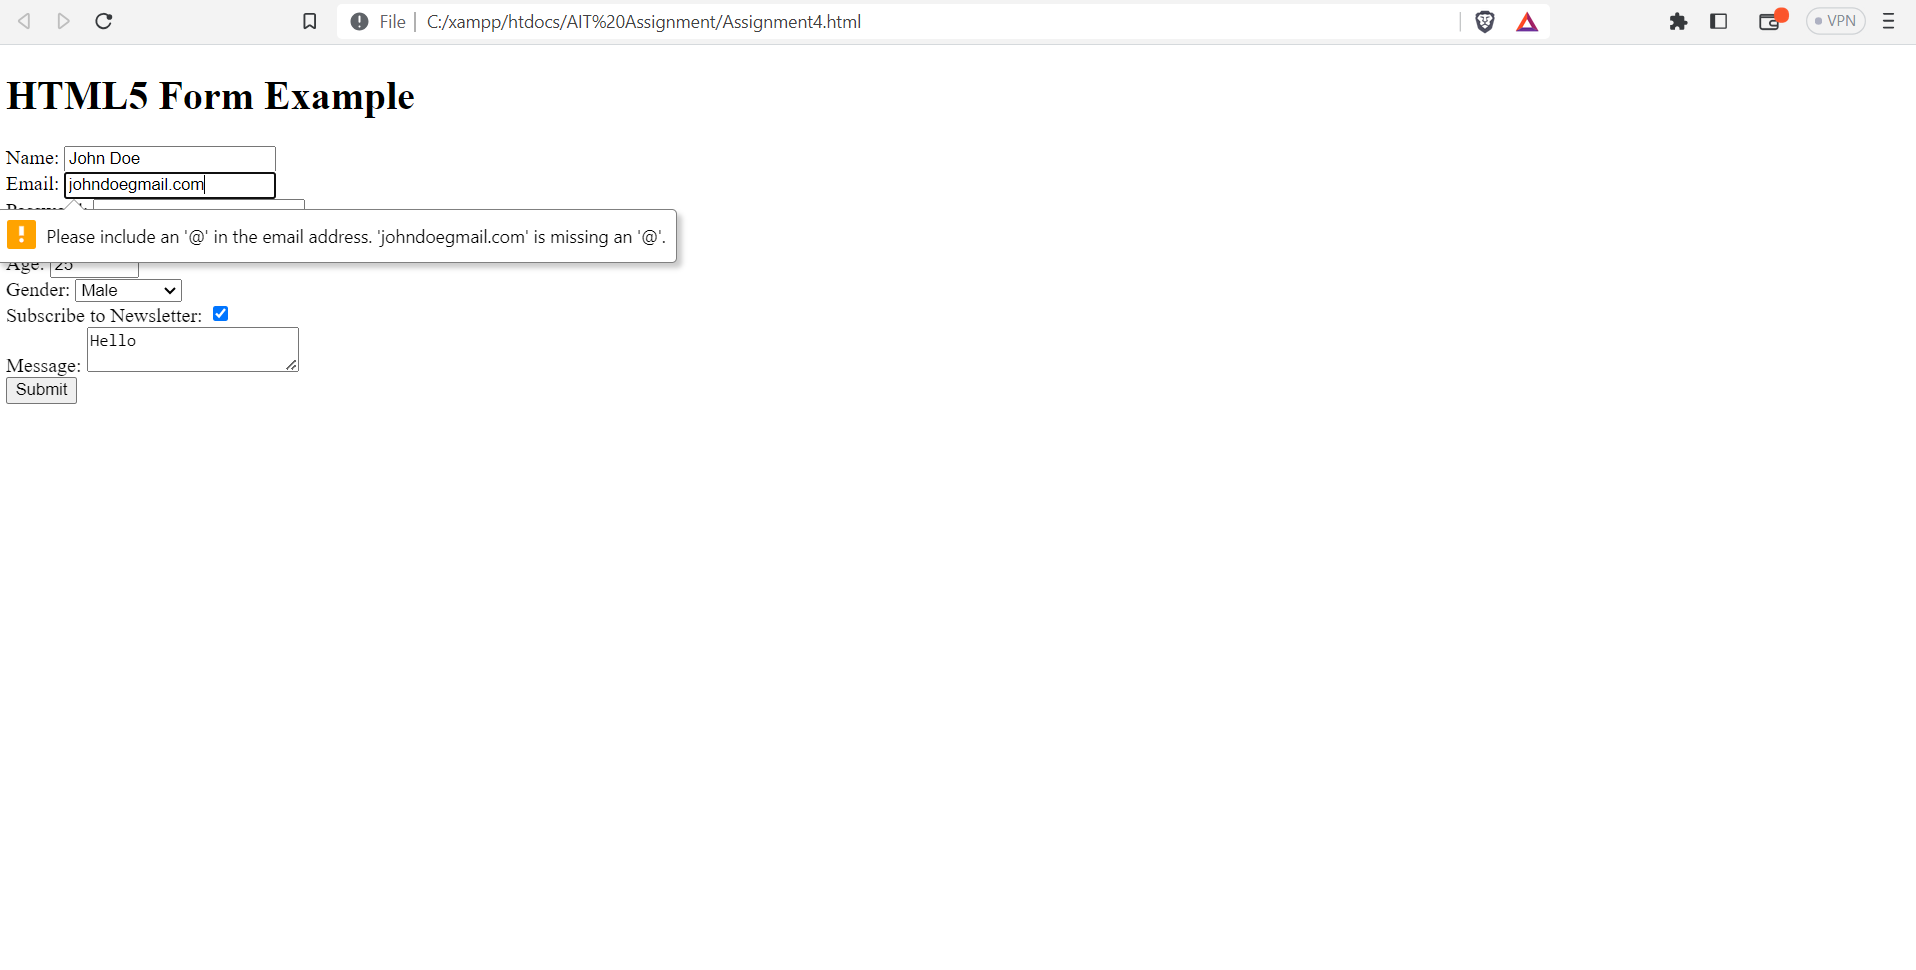 File C:/xampp/htdocs/AIT%20Assignment/Assignment4.html VPN
HTML5 Form Example
Name: John Doe
Email: johndoegmail.com
Please include an '@' in the email address. 'johndoegmail.com' is missing an '@'.
Age: 25
Gender: Male
Subscribe to Newsletter:
Hello
Message:
Submit